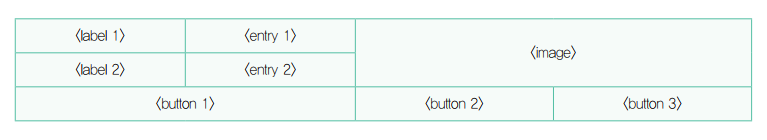 〈label 1〉 〈entry 1〉
〈image〉
〈label 2〉 〈entry 2〉
〈button 1〉 〈button 2〉 〈button 3〉